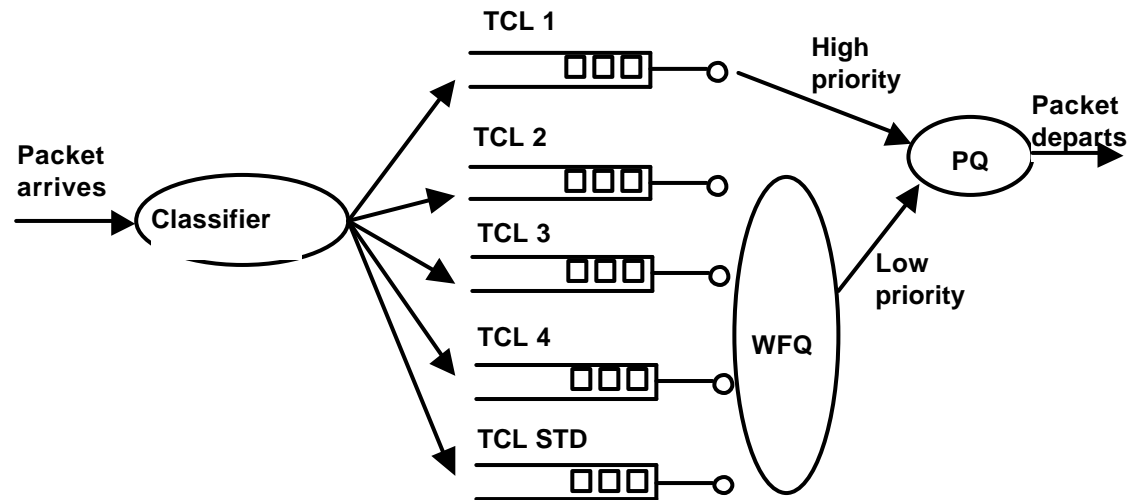 TCL 1
High
priority
Packet
departs
TCL 2
Packet
arrives
PQ
Classifier
TCL 3
Low
priority
TCL 4
WFQ
TCL STD